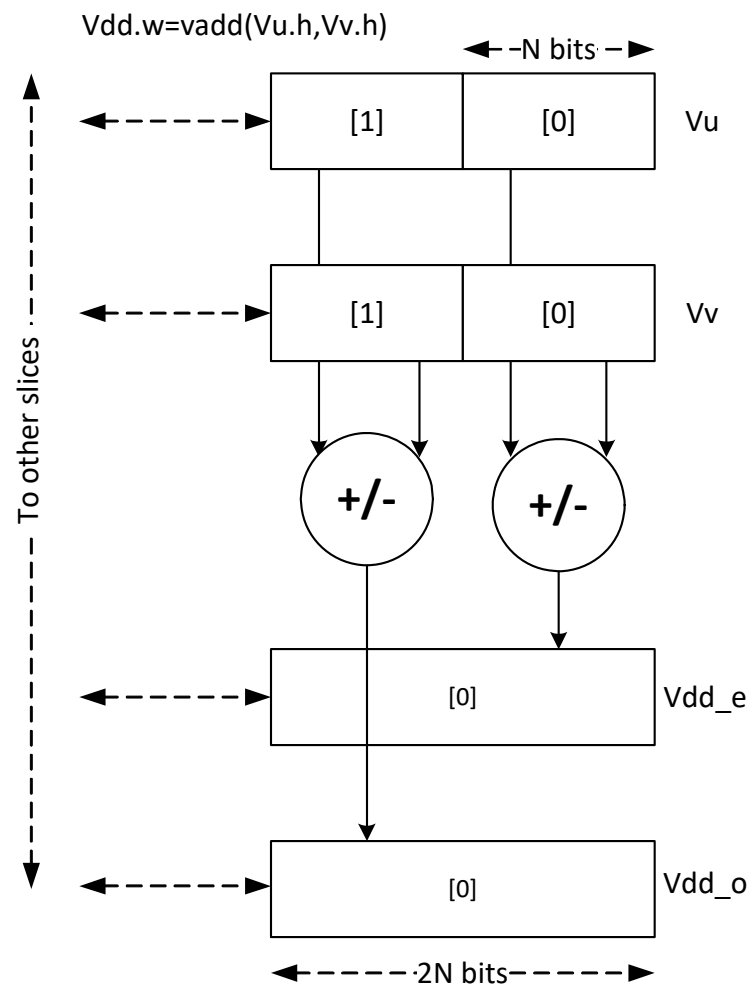 Vdd.w=vadd(Vu.h,Vv.h)
N bits
[1] [0] Vu
[1] [0] Vv
To other slices
+/- +/-
[0] Vdd_e
[0] Vdd_o
2N bits